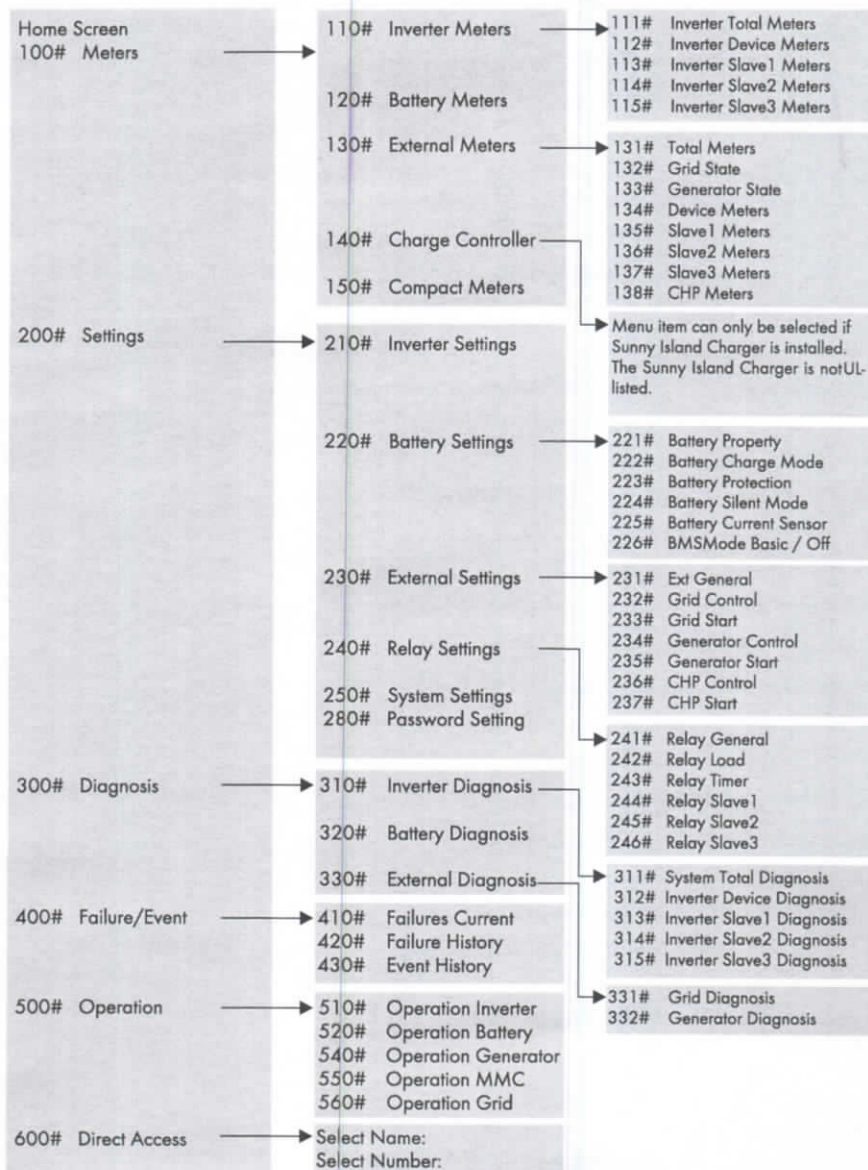 Home Screen
100# Meters
110# Inverter Meters
111# Inverter Total Meters
112# Inverter Device Meters
113# Inverter Slave1 Meters
114# Inverter Slave2 Meters
115# Inverter Slave3 Meters
120# Battery Meters
130# External Meters
131# Total Meters
132# Grid State
133# Generator State
134# Device Meters
135# Slave1 Meters
136# Slave2 Meters
137# Slave3 Meters
138# CHP Meters
140# Charge Controller
Menu item can only be selected if
Sunny Island Charger is installed.
The Sunny Island Charger is notUL-
listed.
150# Compact Meters
200# Settings
210# Inverter Settings
220# Battery Settings
221# Battery Property
222# Battery Charge Mode
223# Battery Protection
224# Battery Silent Mode
225# Battery Current Sensor
226# BMSMode Basic / Off
230# External Settings
231# Ext General
232# Grid Control
233# Grid Start
234# Generator Control
235# Generator Start
236# CHP Control
237# CHP Start
240# Relay Settings
241# Relay General
242# Relay Load
243# Relay Timer
244# Relay Slave1
245# Relay Slave2
246# Relay Slave3
250# System Settings
280# Password Setting
300# Diagnosis
310# Inverter Diagnosis
311# System Total Diagnosis
312# Inverter Device Diagnosis
313# Inverter Slave1 Diagnosis
314# Inverter Slave2 Diagnosis
315# Inverter Slave3 Diagnosis
320# Battery Diagnosis
330# External Diagnosis
331# Grid Diagnosis
332# Generator Diagnosis
400# Failure/Event
410# Failures Current
420# Failure History
430# Event History
500# Operation
510# Operation Inverter
520# Operation Battery
540# Operation Generator
550# Operation MMC
560# Operation Grid
600# Direct Access
Select Name:
Select Number: